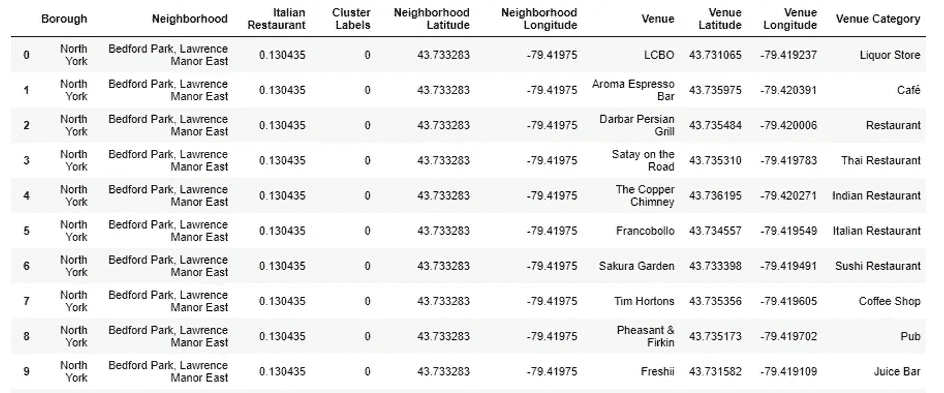 Borough Neighborhood Italian Restaurant Cluster Labels Neighborhood Latitude Neighborhood Longitude Venue Venue Latitude Venue Longitude Venue Category
0 North York Bedford Park, Lawrence Manor East 0.130435 0 43.733283 -79.41975 LCBO 43.731065 -79.419237 Liquor Store
1 North York Bedford Park, Lawrence Manor East 0.130435 0 43.733283 -79.41975 Aroma Espresso Bar 43.735975 -79.420391 Café
2 North York Bedford Park, Lawrence Manor East 0.130435 0 43.733283 -79.41975 Darbar Persian Grill 43.735484 -79.420006 Restaurant
3 North York Bedford Park, Lawrence Manor East 0.130435 0 43.733283 -79.41975 Satay on the Road 43.735310 -79.419783 Thai Restaurant
4 North York Bedford Park, Lawrence Manor East 0.130435 0 43.733283 -79.41975 The Copper Chimney 43.736195 -79.420271 Indian Restaurant
5 North York Bedford Park, Lawrence Manor East 0.130435 0 43.733283 -79.41975 Francobollo 43.734557 -79.419549 Italian Restaurant
6 North York Bedford Park, Lawrence Manor East 0.130435 0 43.733283 -79.41975 Sakura Garden 43.733398 -79.419491 Sushi Restaurant
7 North York Bedford Park, Lawrence Manor East 0.130435 0 43.733283 -79.41975 Tim Hortons 43.735356 -79.419605 Coffee Shop
8 North York Bedford Park, Lawrence Manor East 0.130435 0 43.733283 -79.41975 Pheasant & Firkin 43.735173 -79.419702 Pub
9 North York Bedford Park, Lawrence Manor East 0.130435 0 43.733283 -79.41975 Freshii 43.731582 -79.419109 Juice Bar